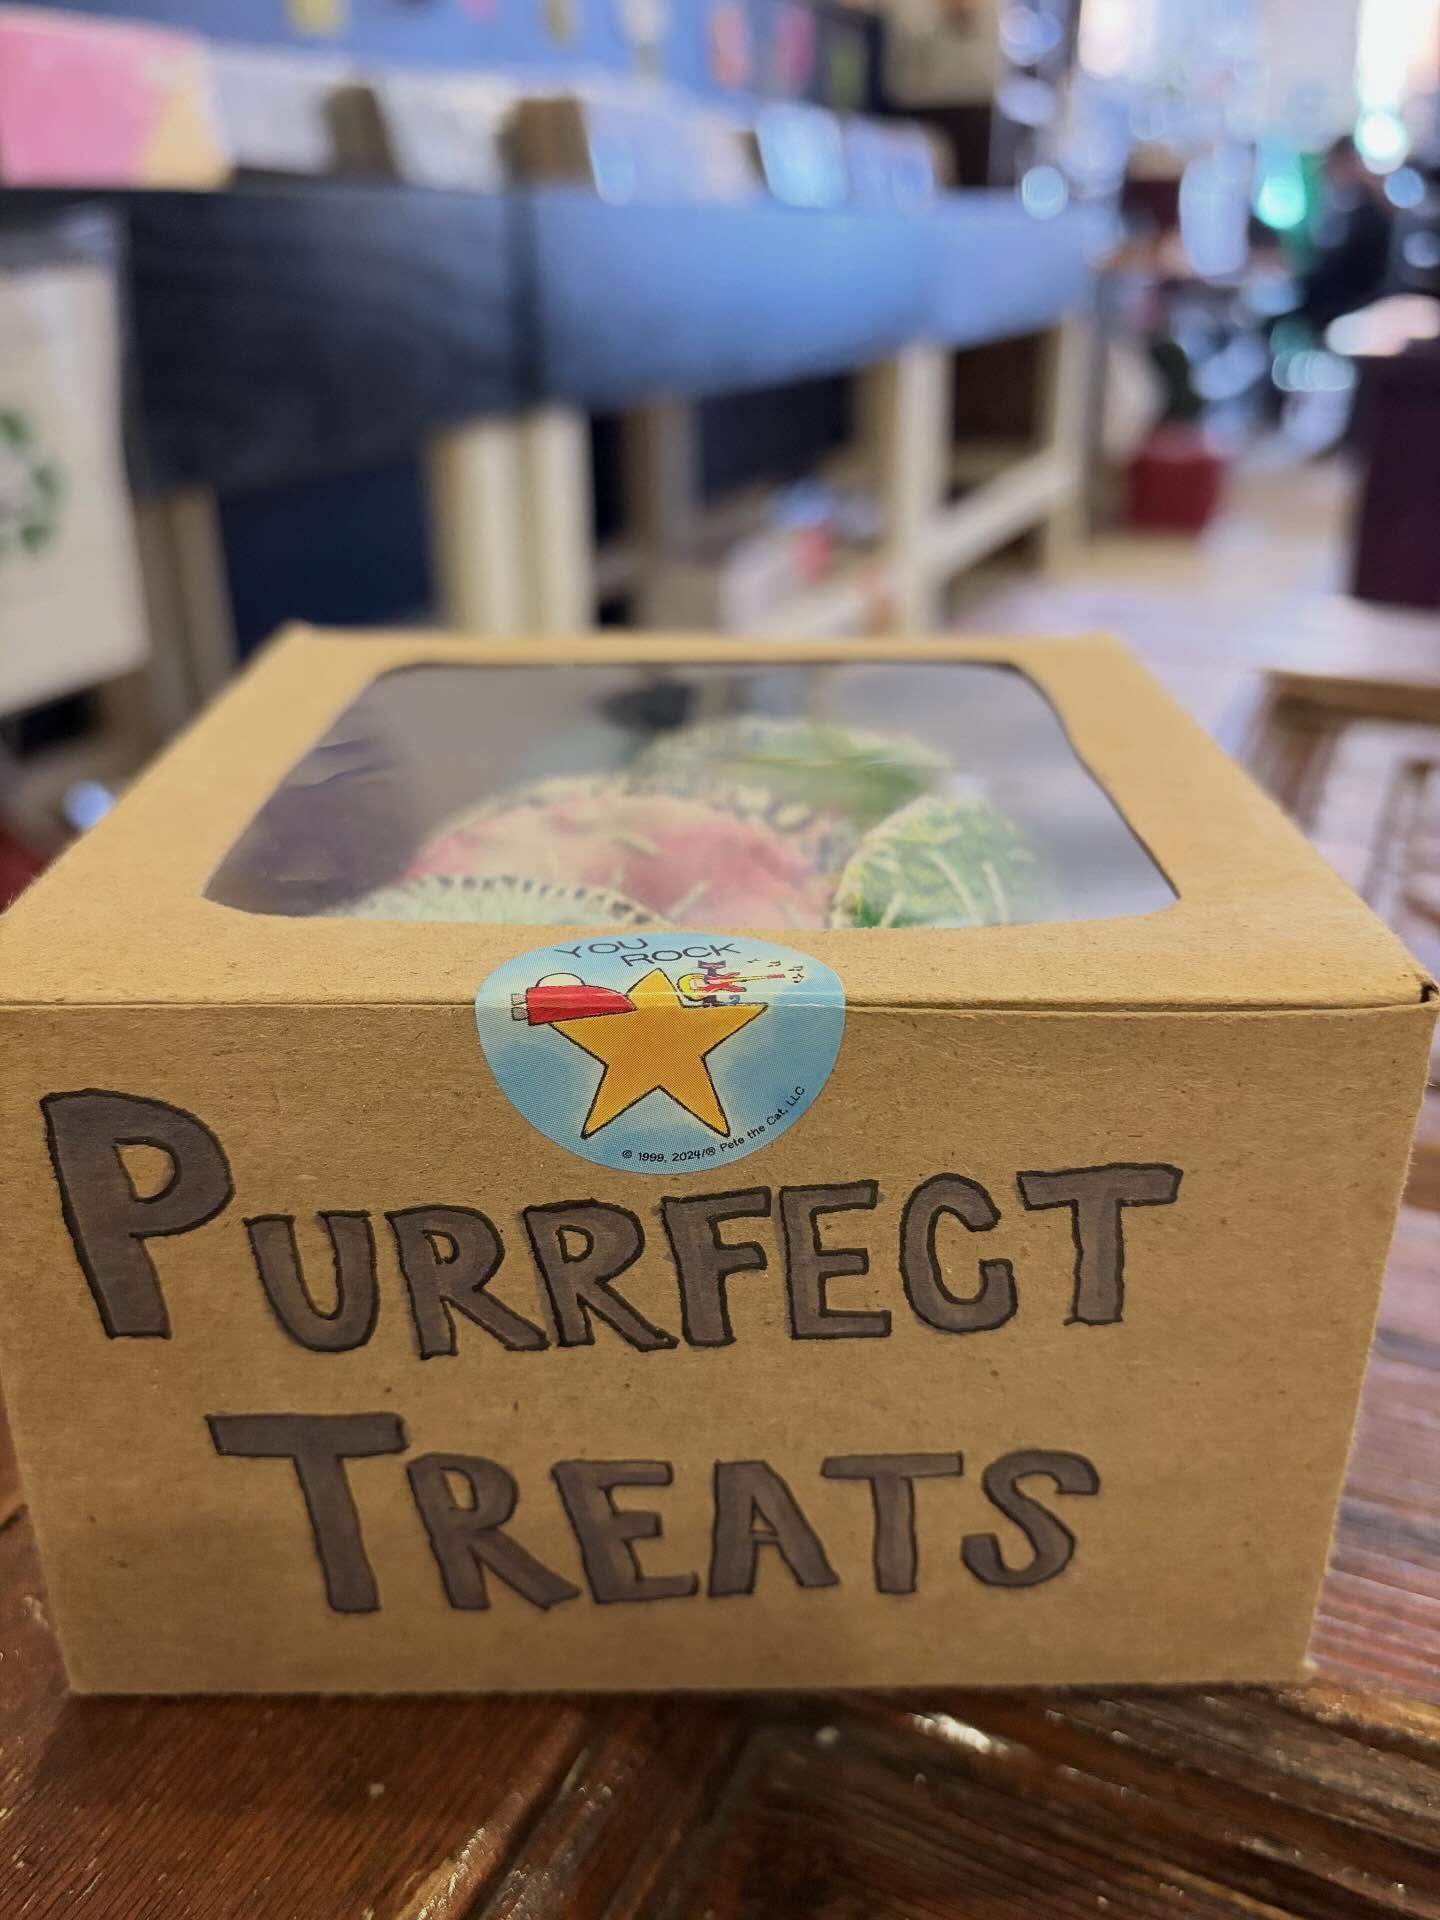 YOU
ROCK
© 1999, 2024/® Pete the Cat, LLC
PURRFECT
TREATS